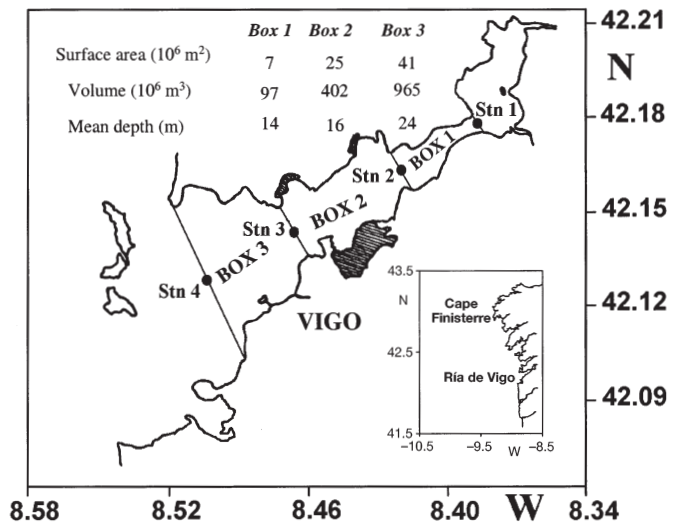 Box 1 Box 2 Box 3
Surface area (10⁶ m²) 7 25 41
Volume (10⁶ m³) 97 402 965
Mean depth (m) 14 16 24
42.21
N
42.18
42.15
42.12
42.09
Stn 1
BOX 1
Stn 2
BOX 2
Stn 3
BOX 3
Stn 4
VIGO
43.5
N
42.5
41.5
Cape
Finisterre
Ría de Vigo
−10.5 −9.5 W −8.5
8.58 8.52 8.46 8.40 W 8.34